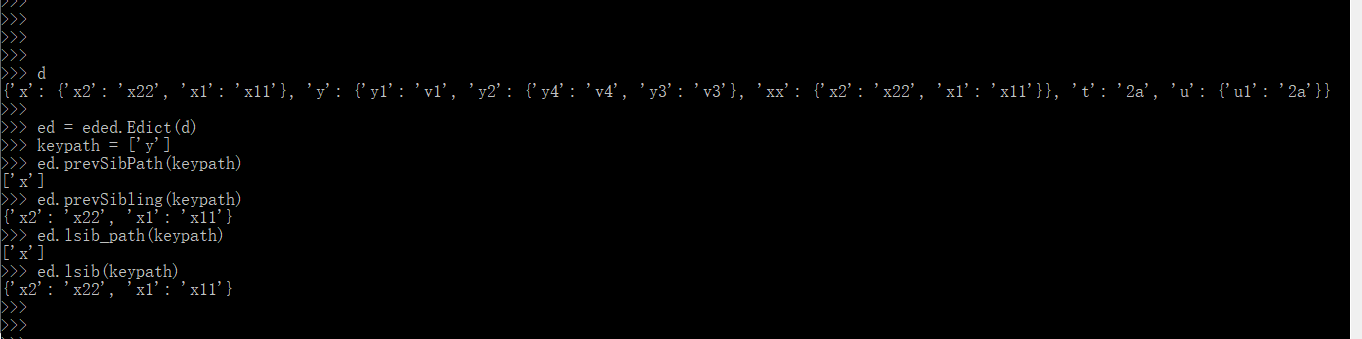 >>>
>>>
>>>
>>>
>>> d
{'x': {'x2': 'x22', 'x1': 'x11'}, 'y': {'y1': 'v1', 'y2': {'y4': 'v4', 'y3': 'v3'}, 'xx': {'x2': 'x22', 'x1': 'x11'}}, 't': '2a', 'u': {'u1': '2a'}}
>>>
>>> ed = eded.Edict(d)
>>> keypath = ['y']
>>> ed.prevSibPath(keypath)
['x']
>>> ed.prevSibling(keypath)
{'x2': 'x22', 'x1': 'x11'}
>>> ed.lsib_path(keypath)
['x']
>>> ed.lsib(keypath)
{'x2': 'x22', 'x1': 'x11'}
>>>
>>>
>>>